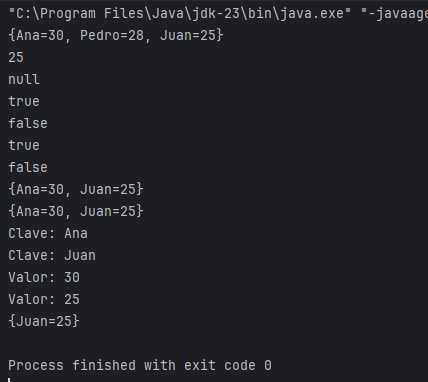 "C:\Program Files\Java\jdk-23\bin\java.exe" "-javaage
{Ana=30, Pedro=28, Juan=25}
25
null
true
false
true
false
{Ana=30, Juan=25}
{Ana=30, Juan=25}
Clave: Ana
Clave: Juan
Valor: 30
Valor: 25
{Juan=25}
Process finished with exit code 0